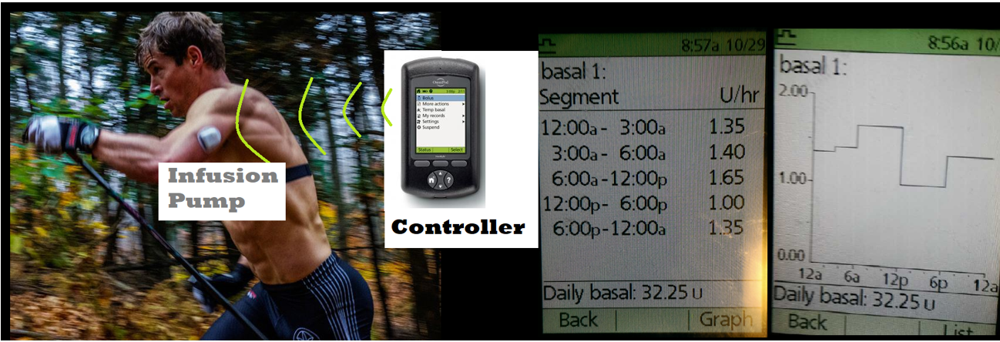 Infusion
Pump
OmniPod
Bolus
More actions
Temp basal
My records
Settings
Suspend
Status Select
?
Controller
8:57a 10/29
basal 1:
Segment U/hr
12:00a - 3:00a 1.35
3:00a - 6:00a 1.40
6:00a - 12:00p 1.65
12:00p - 6:00p 1.00
6:00p - 12:00a 1.35
Daily basal: 32.25 U
Back Graph
8:56a 10/
basal 1:
2.00
1.00
0.00
12a 6a 12p 6p 12a
Daily basal: 32.25 U
Back List